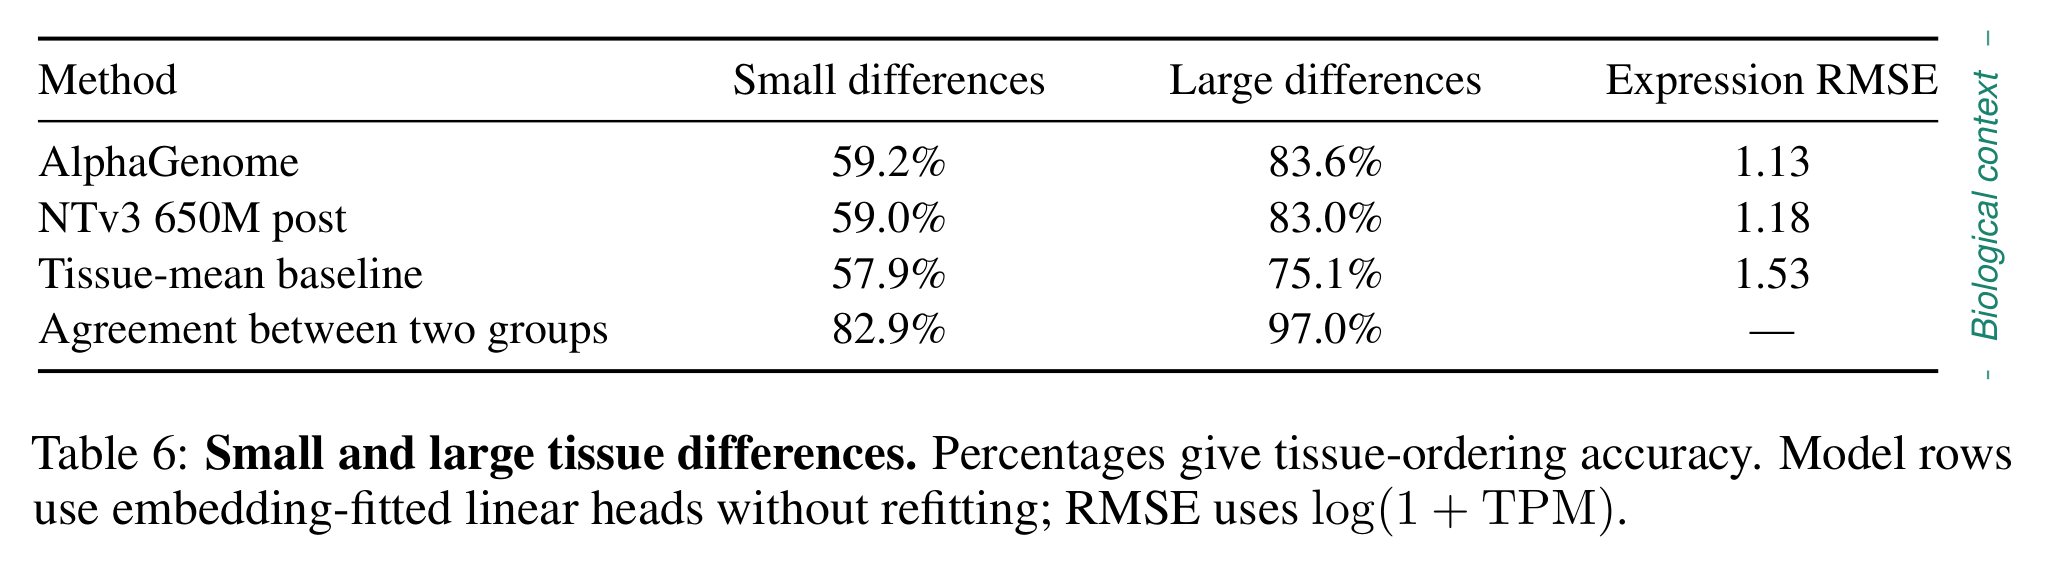 Method Small differences Large differences Expression RMSE
AlphaGenome 59.2% 83.6% 1.13
NTv3 650M post 59.0% 83.0% 1.18
Tissue-mean baseline 57.9% 75.1% 1.53
Agreement between two groups 82.9% 97.0% —
- Biological context -
Table 6: Small and large tissue differences. Percentages give tissue-ordering accuracy. Model rows
use embedding-fitted linear heads without refitting; RMSE uses log(1 + TPM).